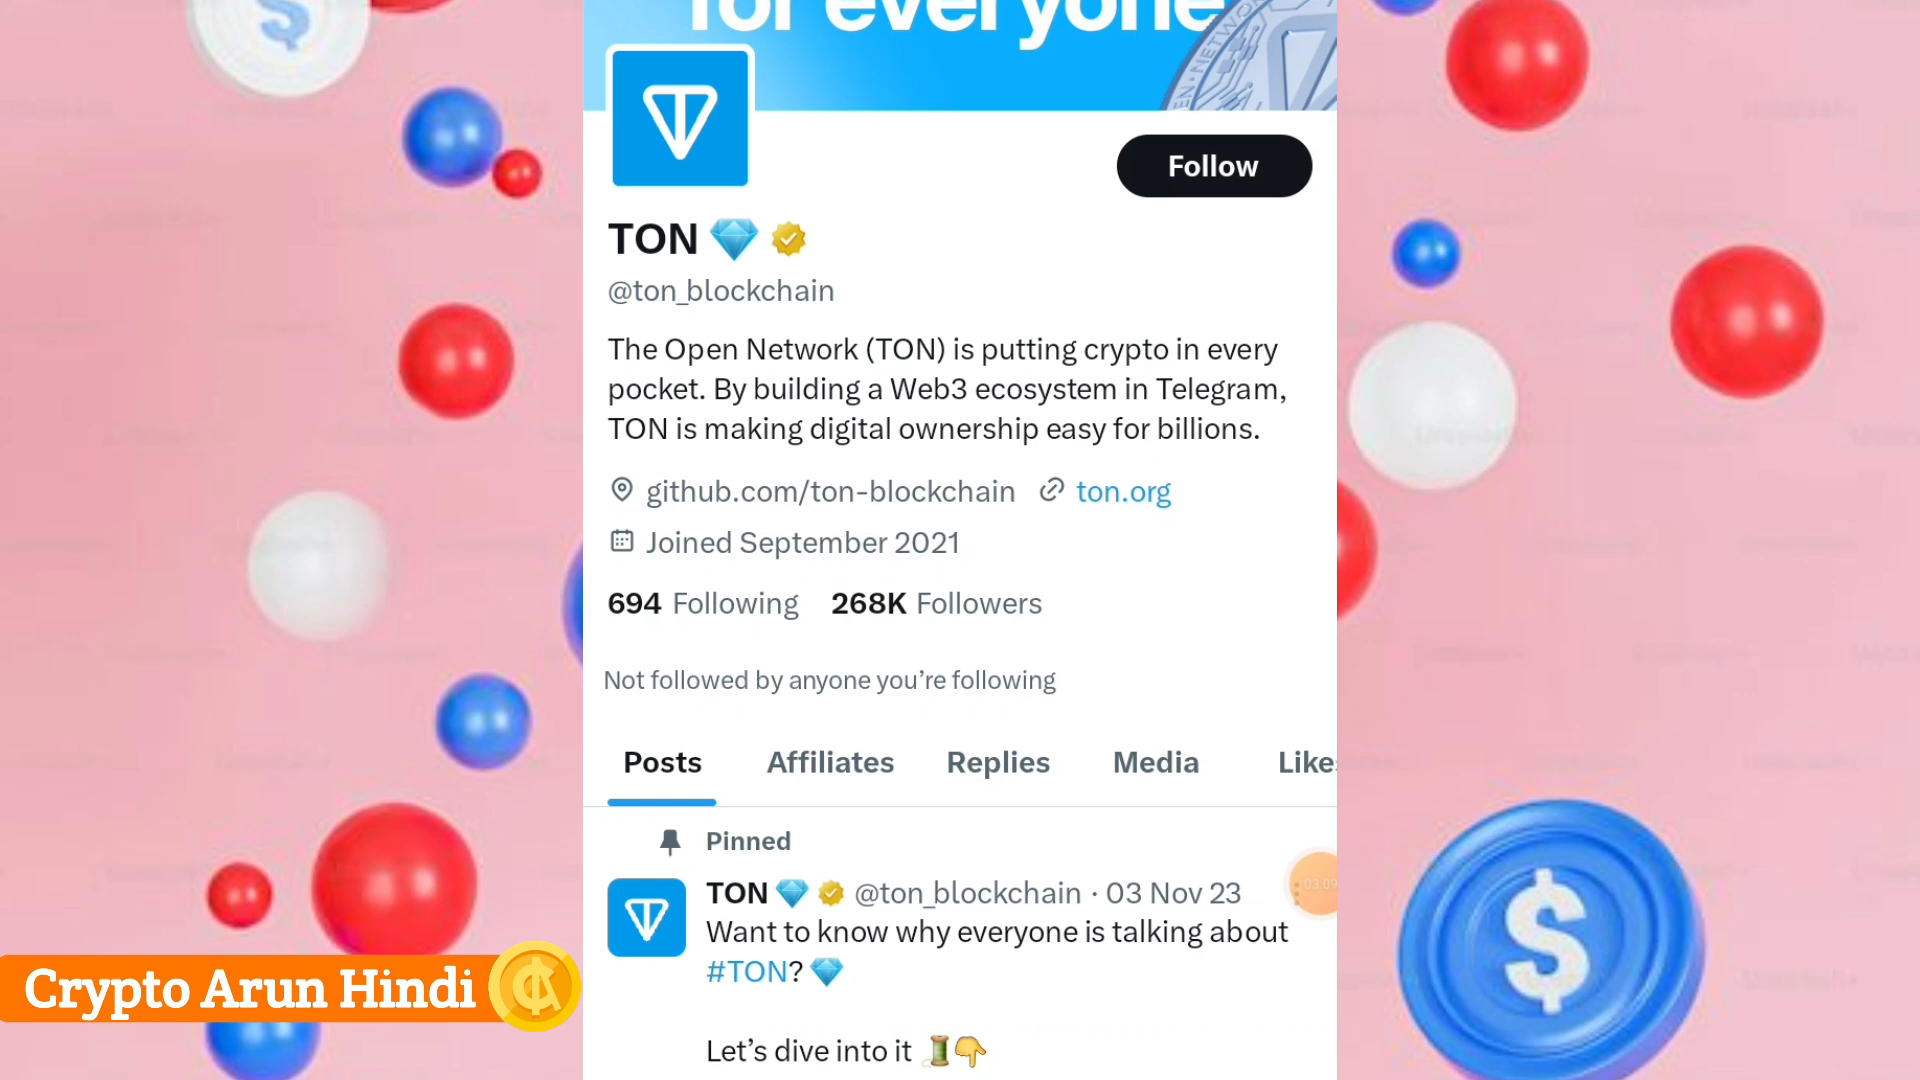 for everyone
Follow
TON 💎
@ton_blockchain
The Open Network (TON) is putting crypto in every
pocket. By building a Web3 ecosystem in Telegram,
TON is making digital ownership easy for billions.
github.com/ton-blockchain ton.org
Joined September 2021
694 Following 268K Followers
Not followed by anyone you’re following
Posts Affiliates Replies Media Like
Pinned
TON 💎 @ton_blockchain · 03 Nov 23
03:09
Want to know why everyone is talking about
#TON? 💎
Let’s dive into it 🧵👇
Crypto Arun Hindi